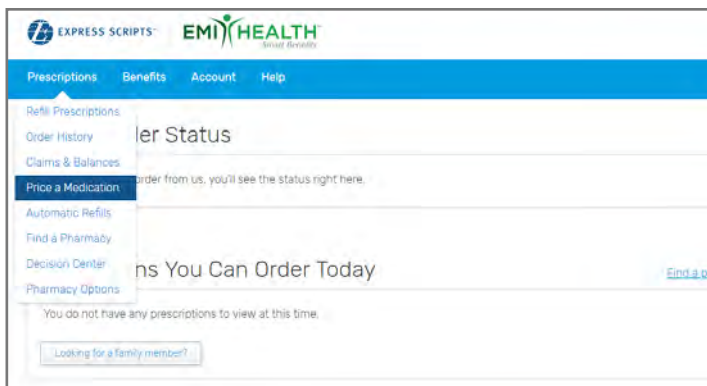 EXPRESS SCRIPTS
EMI HEALTH
Smart Benefits
Prescriptions Benefits Account Help
Refill Prescriptions
Order History
ler Status
Claims & Balances
order from us, you'll see the status right here.
Price a Medication
Automatic Refills
Find a Pharmacy
Decision Center
ns You Can Order Today
Find a p
Pharmacy Options
You do not have any prescriptions to view at this time.
Looking for a family member?